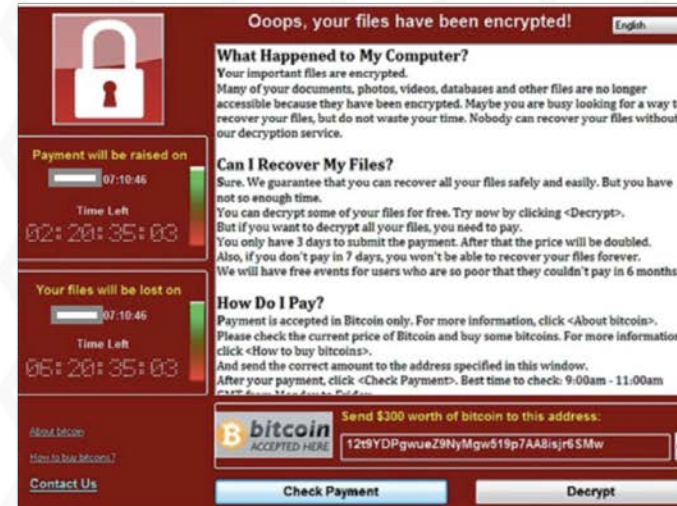 Ooops, your files have been encrypted!
English
What Happened to My Computer?
Your important files are encrypted.
Many of your documents, photos, videos, databases and other files are no longer
accessible because they have been encrypted. Maybe you are busy looking for a way t
recover your files, but do not waste your time. Nobody can recover your files without
our decryption service.
Can I Recover My Files?
Sure. We guarantee that you can recover all your files safely and easily. But you have
not so enough time.
You can decrypt some of your files for free. Try now by clicking <Decrypt>.
But if you want to decrypt all your files, you need to pay.
You only have 3 days to submit the payment. After that the price will be doubled.
Also, if you don't pay in 7 days, you won't be able to recover your files forever.
We will have free events for users who are so poor that they couldn't pay in 6 months
How Do I Pay?
Payment is accepted in Bitcoin only. For more information, click <About bitcoin>.
Please check the current price of Bitcoin and buy some bitcoins. For more information
click <How to buy bitcoins>.
And send the correct amount to the address specified in this window.
After your payment, click <Check Payment>. Best time to check: 9:00am - 11:00am
GMT from Monday to Friday
Payment will be raised on
07:10:46
Time Left
02:20:35:03
Your files will be lost on
07:10:46
Time Left
06:20:35:03
About bitcoin
How to buy bitcoins?
Contact Us
bitcoin
ACCEPTED HERE
Send $300 worth of bitcoin to this address:
12t9YDPgwueZ9NyMgw519p7AA8isjr6SMw
Check Payment
Decrypt